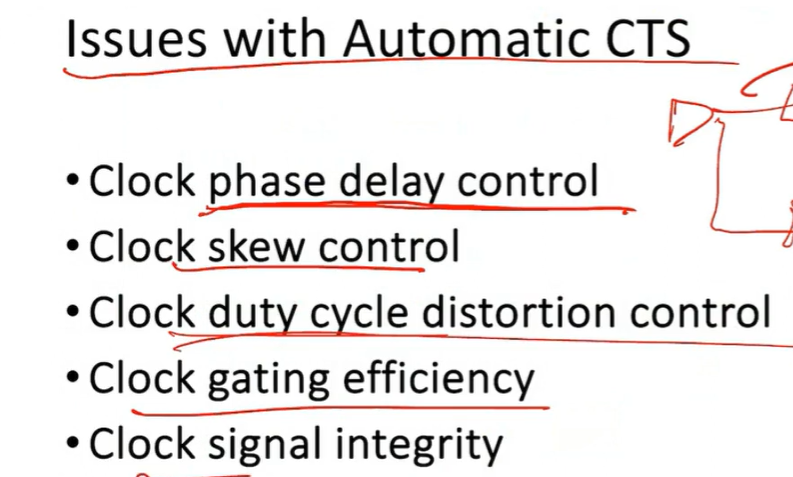 Issues with Automatic CTS
• Clock phase delay control
• Clock skew control
• Clock duty cycle distortion control
• Clock gating efficiency
• Clock signal integrity